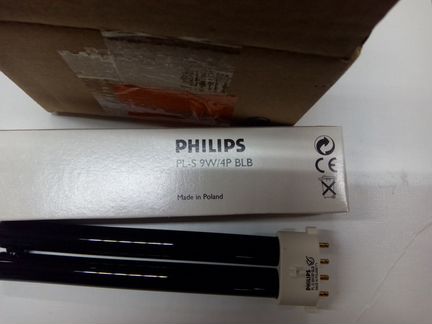 PHILIPS
PL-S 9W/4P BLB
Made in Poland
CE
PHILIPS